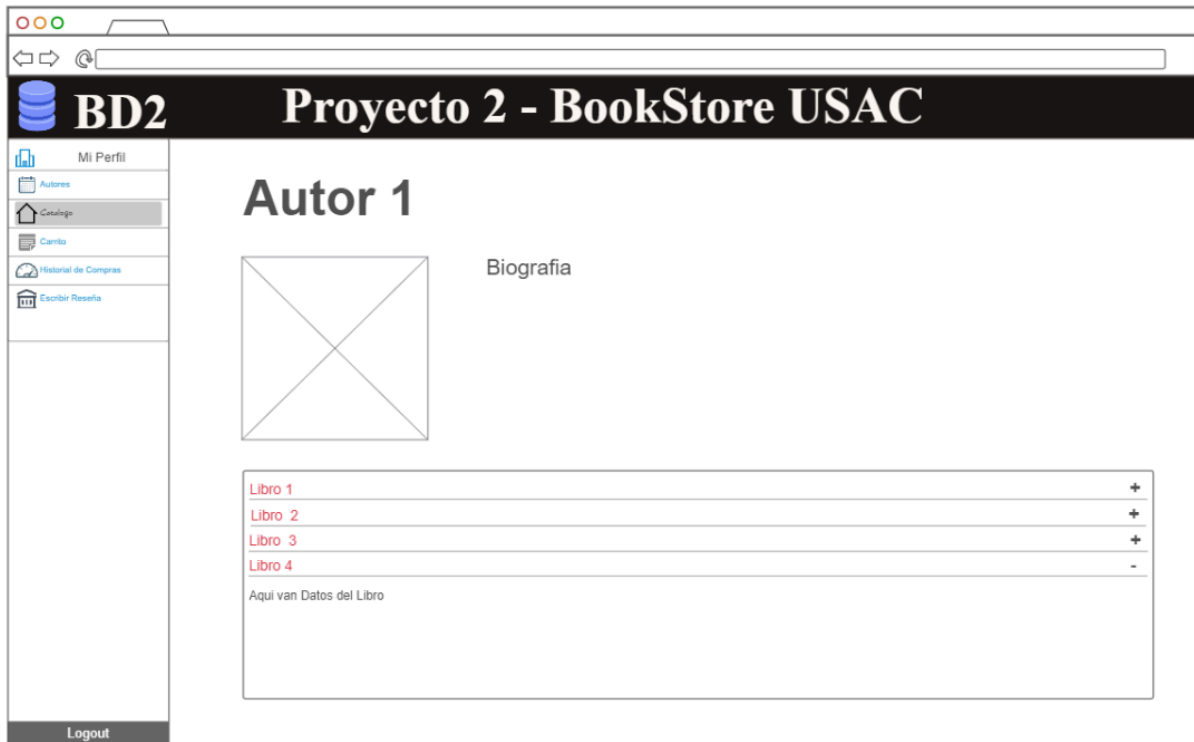 BD2
Proyecto 2 - BookStore USAC
Mi Perfil
Autores
Catalogo
Carrito
Historial de Compras
Escribir Reseña
Logout
Autor 1
Biografia
Libro 1 +
Libro 2 +
Libro 3 +
Libro 4 -
Aqui van Datos del Libro